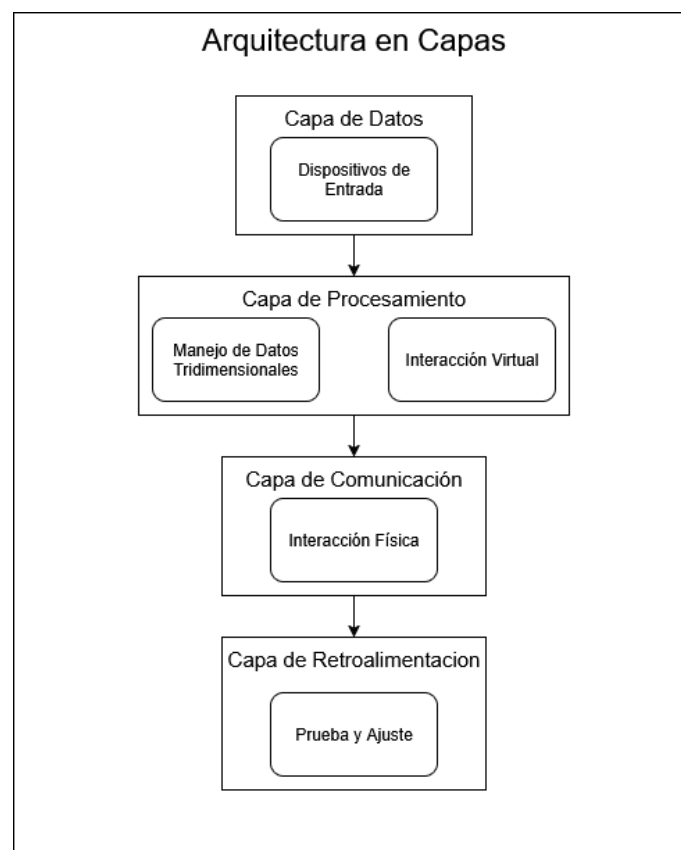 Arquitectura en Capas
Capa de Datos
Dispositivos de
Entrada
Capa de Procesamiento
Manejo de Datos
Tridimensionales
Interacción Virtual
Capa de Comunicación
Interacción Física
Capa de Retroalimentacion
Prueba y Ajuste